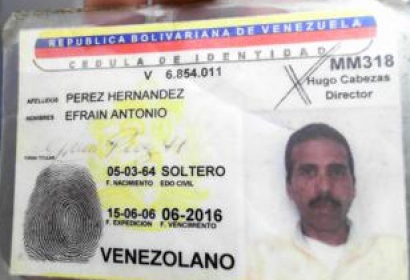 REPUBLICA BOLIVARIANA DE VENEZUELA
CEDULA DE IDENTIDAD
V 6.854.011
MM318
Hugo Cabezas
Director
APELLIDOS PEREZ HERNANDEZ
NOMBRES EFRAIN ANTONIO
FIRMA TITULAR
05-03-64 SOLTERO
F. NACIMIENTO EDO CIVIL
15-06-06 06-2016
F. EXPEDICION F. VENCIMIENTO
VENEZOLANO